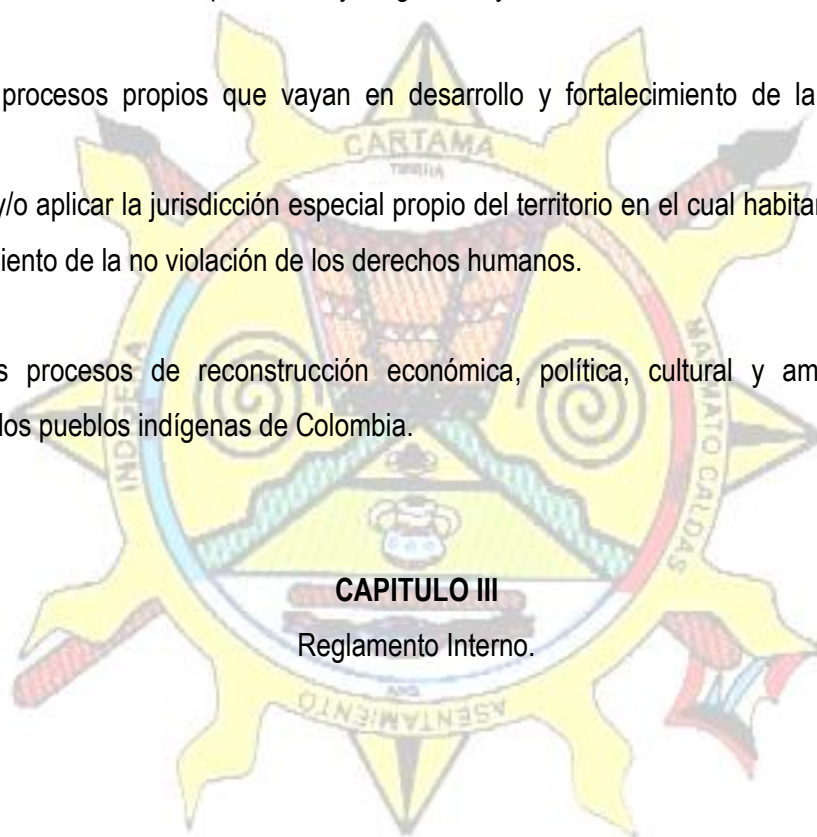 procesos propios que vayan en desarrollo y fortalecimiento de la
y/o aplicar la jurisdicción especial propio del territorio en el cual habitan
miento de la no violación de los derechos humanos.
s procesos de reconstrucción económica, política, cultural y am
los pueblos indígenas de Colombia.
CAPITULO III
Reglamento Interno.
CARTAMA
TIERRA
INDIGENA
MARMATO CALDAS
ASENTAMIENTO